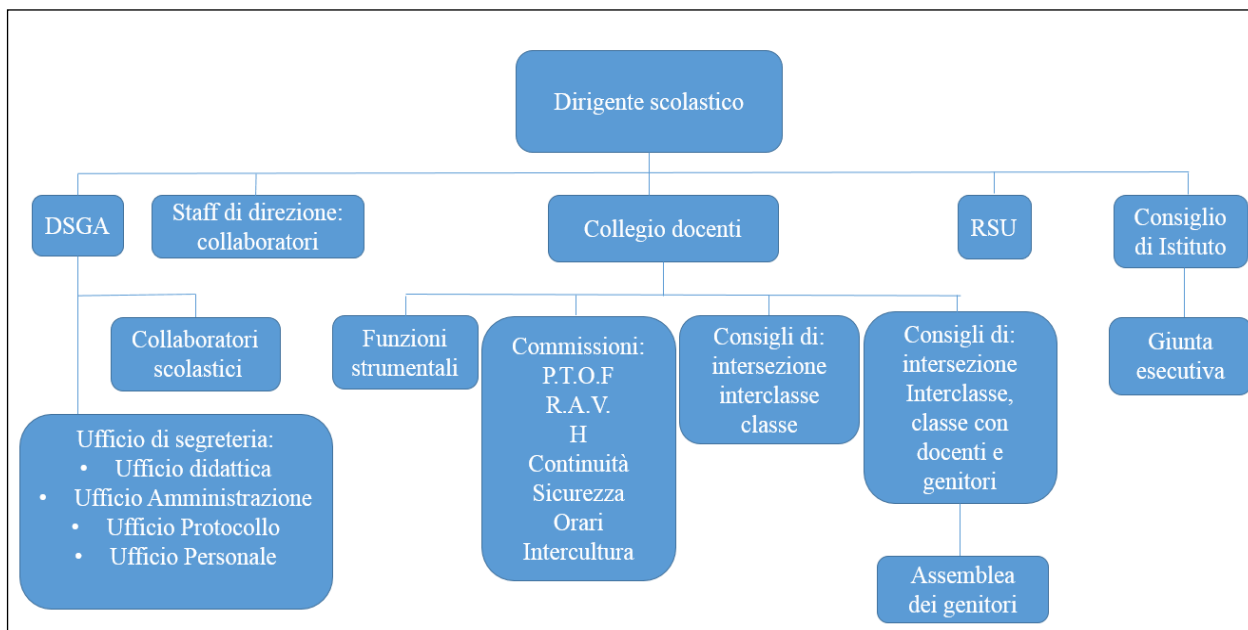 Dirigente scolastico
DSGA
Staff di direzione:
collaboratori
Collegio docenti
RSU
Consiglio
di Istituto
Collaboratori
scolastici
Funzioni
strumentali
Commissioni:
P.T.O.F
R.A.V.
H
Continuità
Sicurezza
Orari
Intercultura
Consigli di:
intersezione
interclasse
classe
Consigli di:
intersezione
Interclasse,
classe con
docenti e
genitori
Giunta
esecutiva
Ufficio di segreteria:
• Ufficio didattica
• Ufficio Amministrazione
• Ufficio Protocollo
• Ufficio Personale
Assemblea
dei genitori